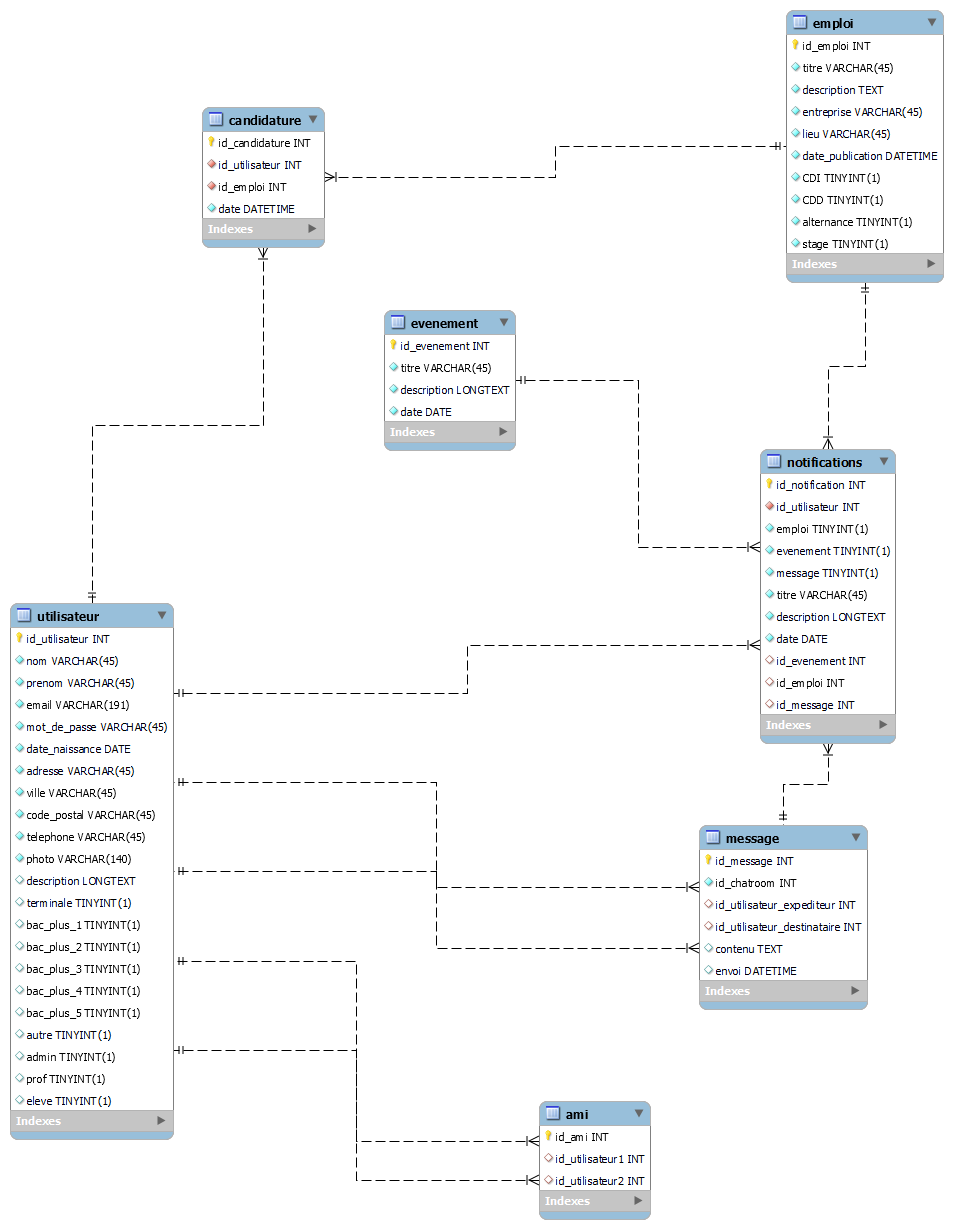 emploi
id_emploi INT
titre VARCHAR(45)
description TEXT
entreprise VARCHAR(45)
lieu VARCHAR(45)
date_publication DATETIME
CDI TINYINT(1)
CDD TINYINT(1)
alternance TINYINT(1)
stage TINYINT(1)
Indexes
candidature
id_candidature INT
id_utilisateur INT
id_emploi INT
date DATETIME
Indexes
evenement
id_evenement INT
titre VARCHAR(45)
description LONGTEXT
date DATE
Indexes
notifications
id_notification INT
id_utilisateur INT
emploi TINYINT(1)
evenement TINYINT(1)
message TINYINT(1)
titre VARCHAR(45)
description LONGTEXT
date DATE
id_evenement INT
id_emploi INT
id_message INT
Indexes
utilisateur
id_utilisateur INT
nom VARCHAR(45)
prenom VARCHAR(45)
email VARCHAR(191)
mot_de_passe VARCHAR(45)
date_naissance DATE
adresse VARCHAR(45)
ville VARCHAR(45)
code_postal VARCHAR(45)
telephone VARCHAR(45)
photo VARCHAR(140)
description LONGTEXT
terminale TINYINT(1)
bac_plus_1 TINYINT(1)
bac_plus_2 TINYINT(1)
bac_plus_3 TINYINT(1)
bac_plus_4 TINYINT(1)
bac_plus_5 TINYINT(1)
autre TINYINT(1)
admin TINYINT(1)
prof TINYINT(1)
eleve TINYINT(1)
Indexes
message
id_message INT
id_chatroom INT
id_utilisateur_expediteur INT
id_utilisateur_destinataire INT
contenu TEXT
envoi DATETIME
Indexes
ami
id_ami INT
id_utilisateur1 INT
id_utilisateur2 INT
Indexes